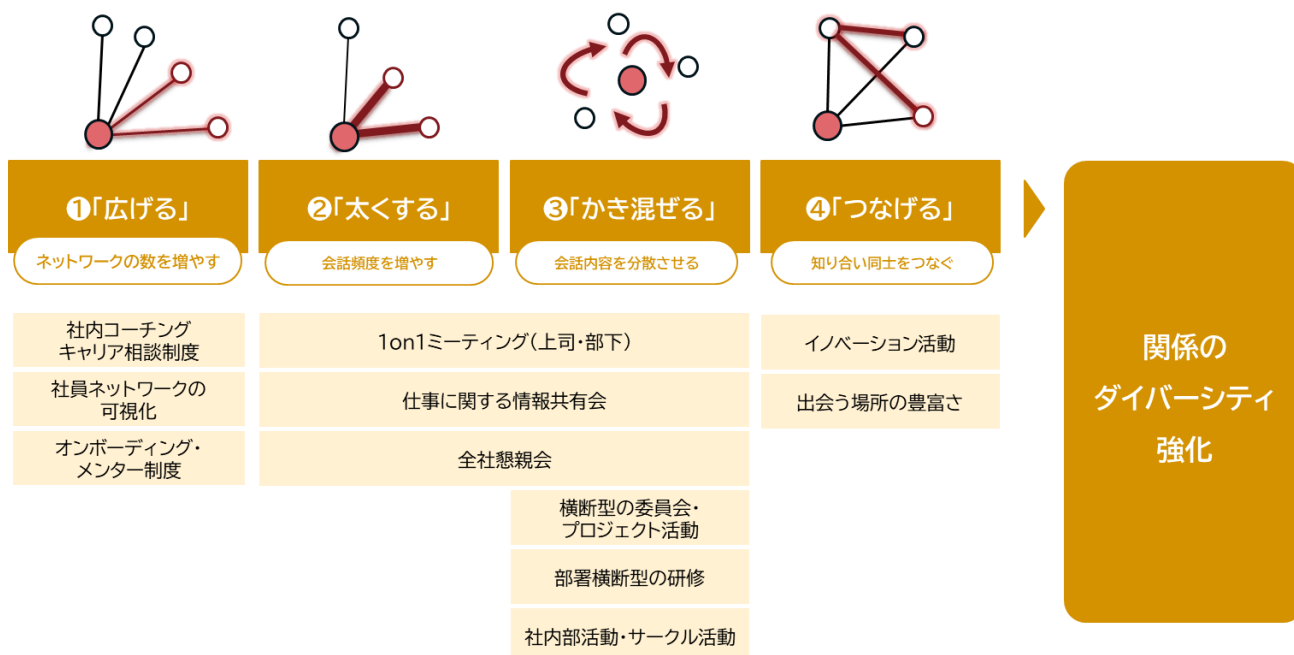 ❶「広げる」
ネットワークの数を増やす
社内コーチング
キャリア相談制度
社員ネットワークの
可視化
オンボーディング・
メンター制度
❷「太くする」
会話頻度を増やす
❸「かき混ぜる」
会話内容を分散させる
1on1ミーティング(上司・部下)
仕事に関する情報共有会
全社懇親会
横断型の委員会・
プロジェクト活動
部署横断型の研修
社内部活動・サークル活動
❹「つなげる」
知り合い同士をつなぐ
イノベーション活動
出会う場所の豊富さ
関係の
ダイバーシティ
強化